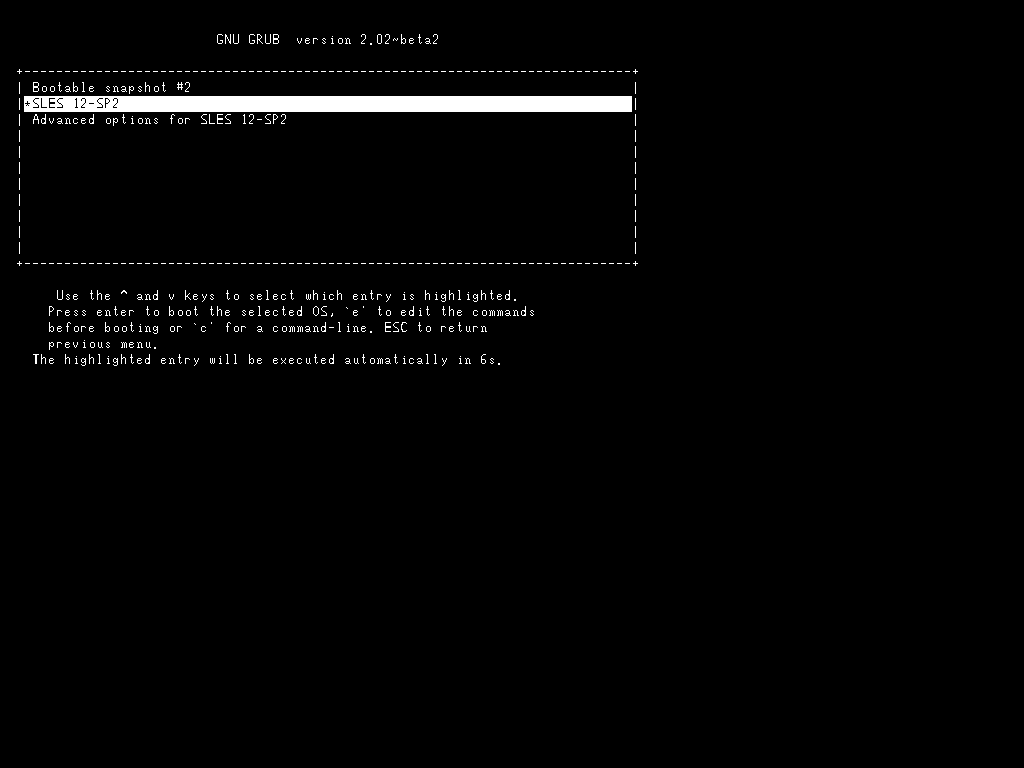 GNU GRUB  version 2.02~beta2
Bootable snapshot #2
*SLES 12-SP2
Advanced options for SLES 12-SP2
Use the ^ and v keys to select which entry is highlighted.
Press enter to boot the selected OS, `e' to edit the commands
before booting or `c' for a command-line. ESC to return
previous menu.
The highlighted entry will be executed automatically in 6s.